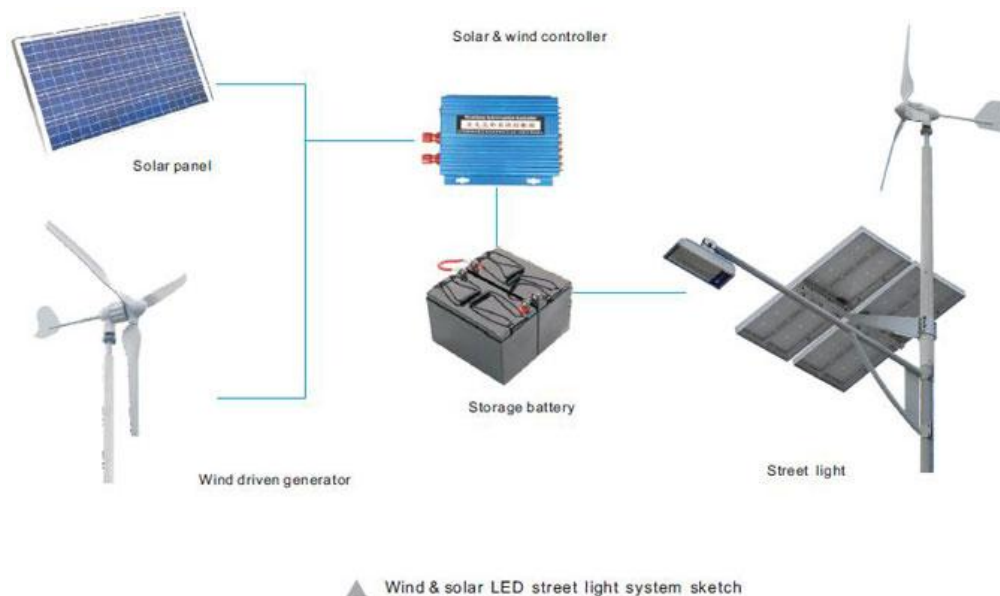 Solar & wind controller
Solar panel
Storage battery
Wind driven generator
Street light
Wind & solar LED street light system sketch